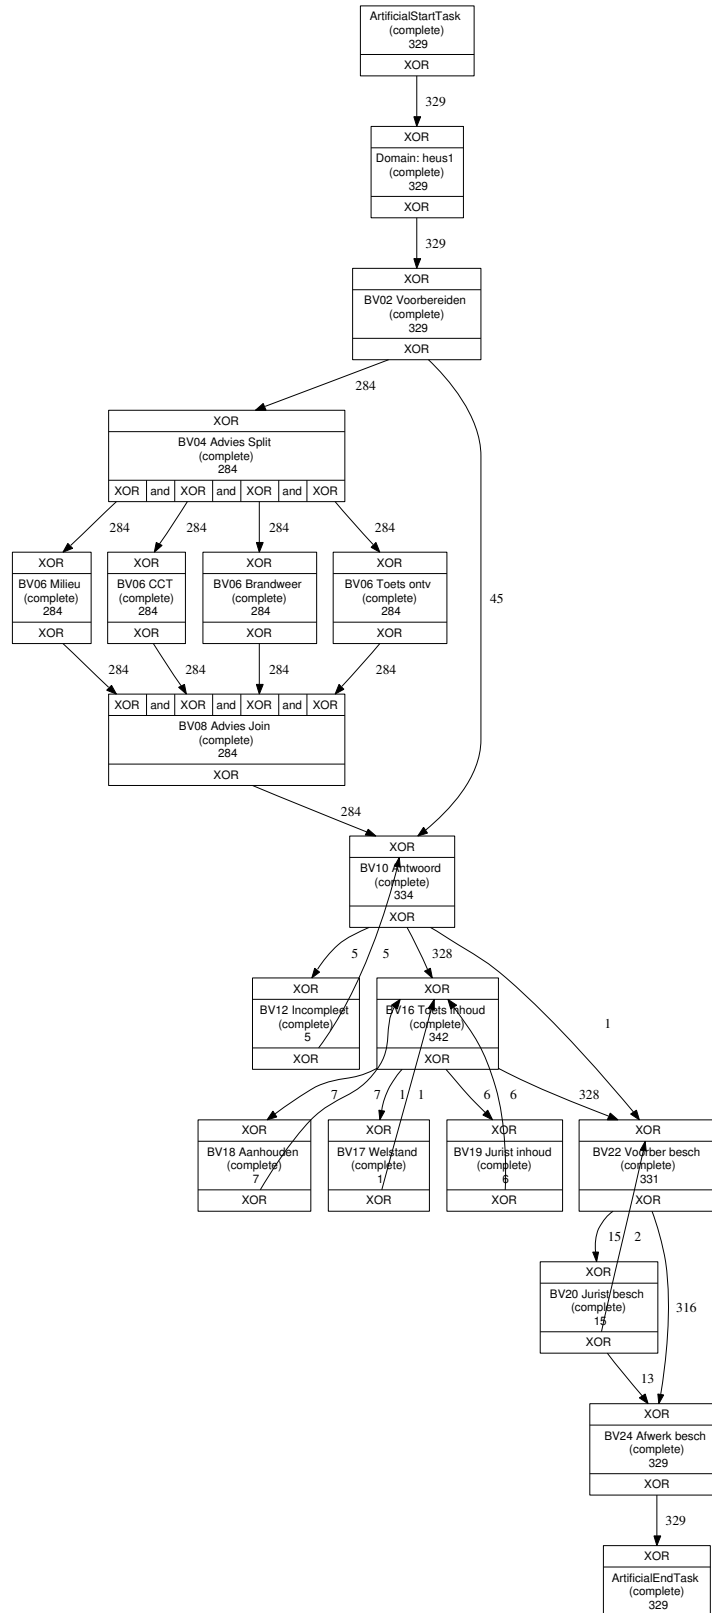 ArtificialStartTask
(complete)
329
XOR
329
XOR
Domain: heus1
(complete)
329
XOR
329
XOR
BV02 Voorbereiden
(complete)
329
XOR
284
XOR
BV04 Advies Split
(complete)
284
XOR and XOR and XOR and XOR
284 284 284 284
XOR XOR XOR XOR
BV06 Milieu BV06 CCT BV06 Brandweer BV06 Toets ontv
(complete) (complete) (complete) (complete)
284 284 284 284
45
XOR XOR XOR XOR
284 284 284 284
XOR and XOR and XOR and XOR
BV08 Advies Join
(complete)
284
XOR
284
XOR
BV10 Antwoord
(complete)
334
XOR
5 5 328
XOR XOR
BV12 Incompleet BV16 Toets inhoud
(complete) (complete)
5 342
1
XOR XOR
7 7 1 1 6 6 328
XOR XOR XOR XOR
BV18 Aanhouden BV17 Welstand BV19 Jurist inhoud BV22 Voorber besch
(complete) (complete) (complete) (complete)
7 1 6 331
XOR XOR XOR XOR
15 2
XOR
BV20 Jurist besch
(complete)
15
316
XOR
13
XOR
BV24 Afwerk besch
(complete)
329
XOR
329
XOR
ArtificialEndTask
(complete)
329